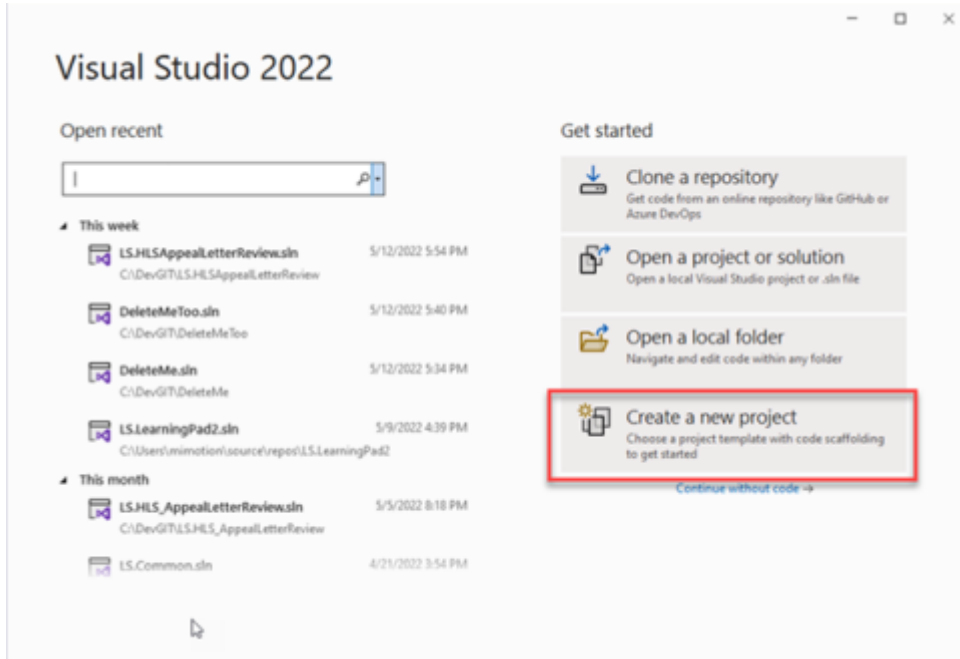 Visual Studio 2022
Open recent
This week
LS.HLSAppealLetterReview.sln 5/12/2022 5:54 PM
C:\DevGIT\LS.HLSAppealLetterReview
DeleteMeToo.sln 5/12/2022 5:40 PM
C:\DevGIT\DeleteMeToo
DeleteMe.sln 5/12/2022 5:34 PM
C:\DevGIT\DeleteMe
LS.LearningPad2.sln 5/9/2022 4:39 PM
C:\Users\mimotion\source\repos\LS.LearningPad2
This month
LS.HLS_AppealLetterReview.sln 5/5/2022 8:18 PM
C:\DevGIT\LS.HLS_AppealLetterReview
LS.Common.sln 4/21/2022 3:54 PM
Get started
Clone a repository
Get code from an online repository like GitHub or
Azure DevOps
Open a project or solution
Open a local Visual Studio project or .sln file
Open a local folder
Navigate and edit code within any folder
Create a new project
Choose a project template with code scaffolding
to get started
Continue without code →